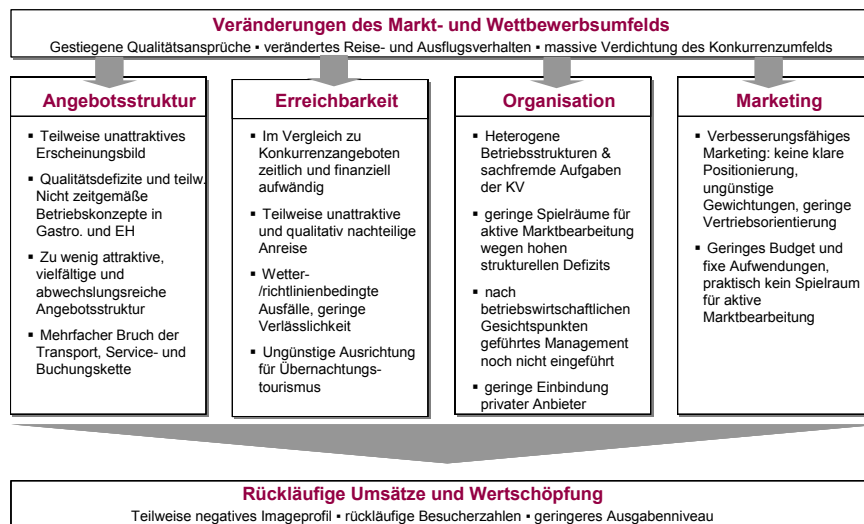 Veränderungen des Markt- und Wettbewerbsumfelds
Gestiegene Qualitätsansprüche ▪ verändertes Reise- und Ausflugsverhalten ▪ massive Verdichtung des Konkurrenzumfelds
Angebotsstruktur
▪ Teilweise unattraktives
Erscheinungsbild
▪ Qualitätsdefizite und teilw.
Nicht zeitgemäße
Betriebskonzepte in
Gastro. und EH
▪ Zu wenig attraktive,
vielfältige und
abwechslungsreiche
Angebotsstruktur
▪ Mehrfacher Bruch der
Transport, Service- und
Buchungskette
Erreichbarkeit
▪ Im Vergleich zu
Konkurrenzangeboten
zeitlich und finanziell
aufwändig
▪ Teilweise unattraktive
und qualitativ nachteilige
Anreise
▪ Wetter-
/richtlinienbedingte
Ausfälle, geringe
Verlässlichkeit
▪ Ungünstige Ausrichtung
für Übernachtungs-
tourismus
Organisation
▪ Heterogene
Betriebsstrukturen &
sachfremde Aufgaben
der KV
▪ geringe Spielräume für
aktive Marktbearbeitung
wegen hohen
strukturellen Defizits
▪ nach
betriebswirtschaftlichen
Gesichtspunkten
geführtes Management
noch nicht eingeführt
▪ geringe Einbindung
privater Anbieter
Marketing
▪ Verbesserungsfähiges
Marketing: keine klare
Positionierung,
ungünstige
Gewichtungen, geringe
Vertriebsorientierung
▪ Geringes Budget und
fixe Aufwendungen,
praktisch kein Spielraum
für aktive
Marktbearbeitung
Rückläufige Umsätze und Wertschöpfung
Teilweise negatives Imageprofil ▪ rückläufige Besucherzahlen ▪ geringeres Ausgabenniveau